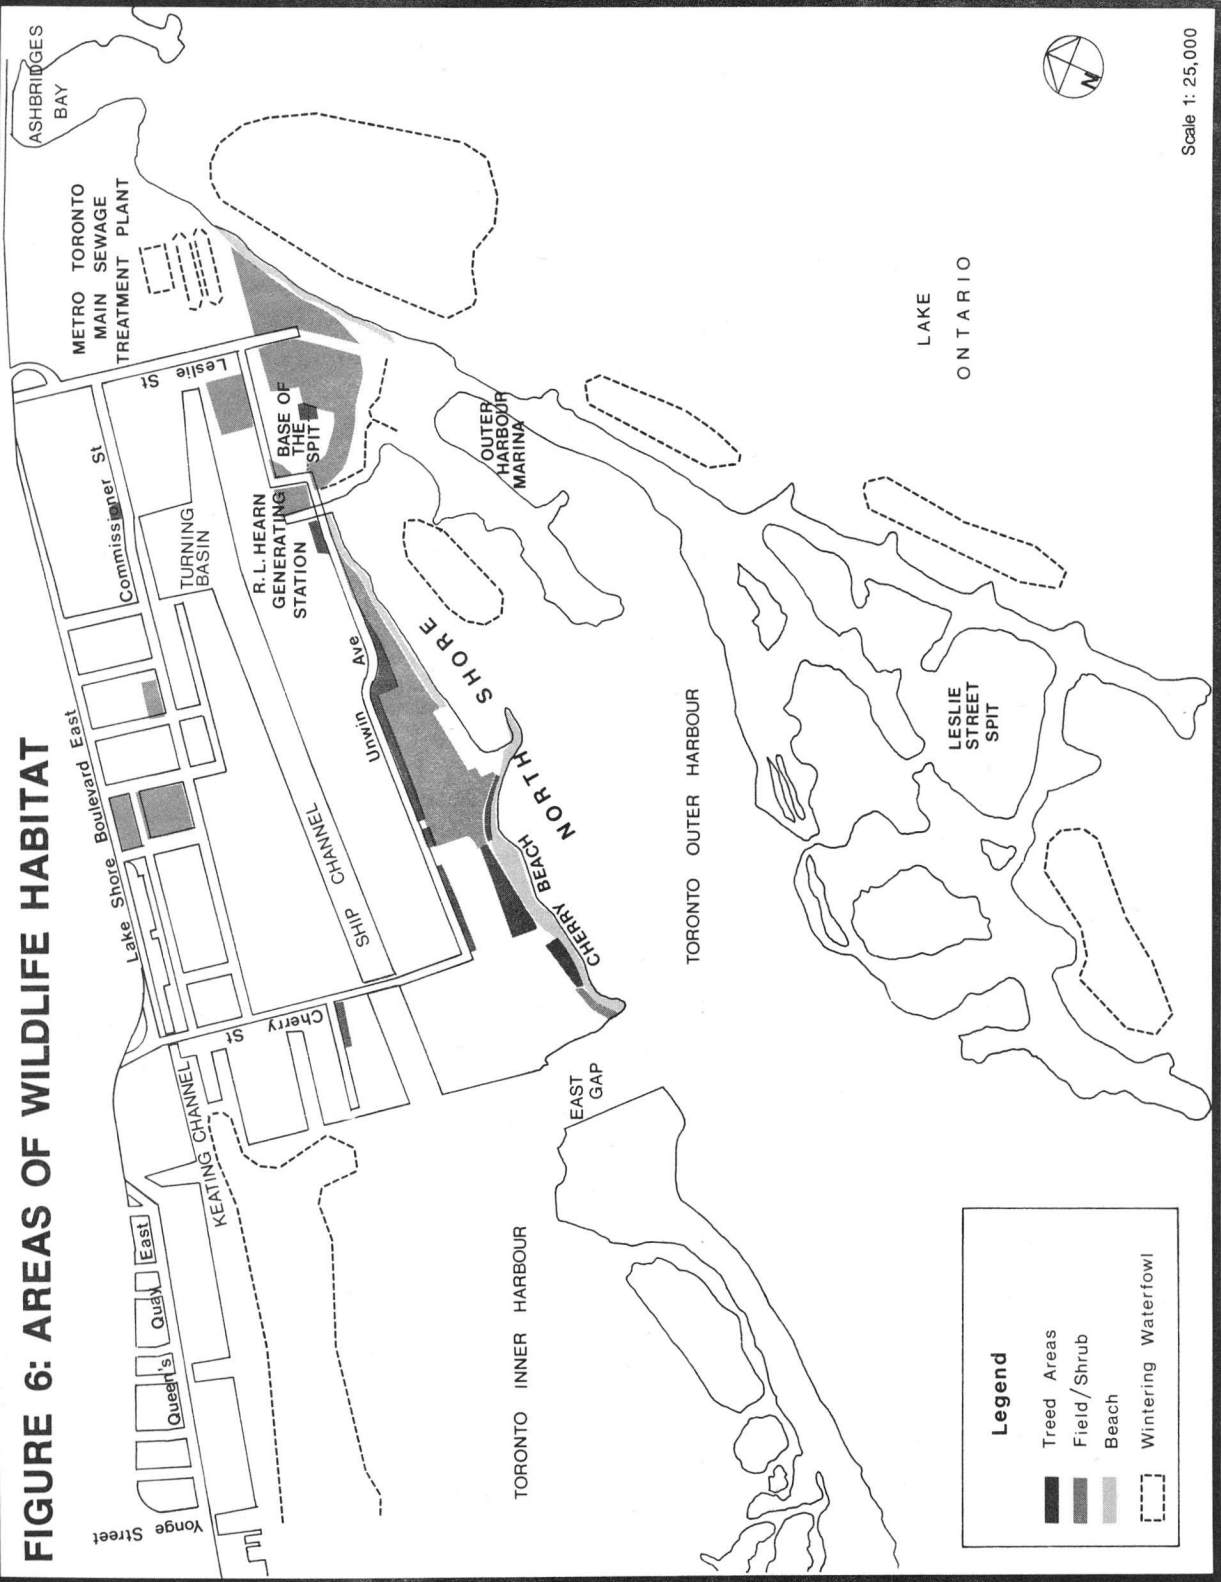 FIGURE 6: AREAS OF WILDLIFE HABITAT
Yonge Street
Queen's Quay East
KEATING CHANNEL
Cherry St
Lake Shore Boulevard East
Commissioner St
Leslie St
SHIP CHANNEL
TURNING
BASIN
Unwin Ave
R.L. HEARN
GENERATING
STATION
BASE OF
THE
SPIT
METRO TORONTO
MAIN SEWAGE
TREATMENT PLANT
ASHBRIDGES
BAY
CHERRY BEACH
NORTH SHORE
OUTER
HARBOUR
MARINA
EAST
GAP
TORONTO INNER HARBOUR
TORONTO OUTER HARBOUR
LESLIE
STREET
SPIT
LAKE
ONTARIO
Legend
Treed Areas
Field/Shrub
Beach
Wintering Waterfowl
N
Scale 1: 25,000